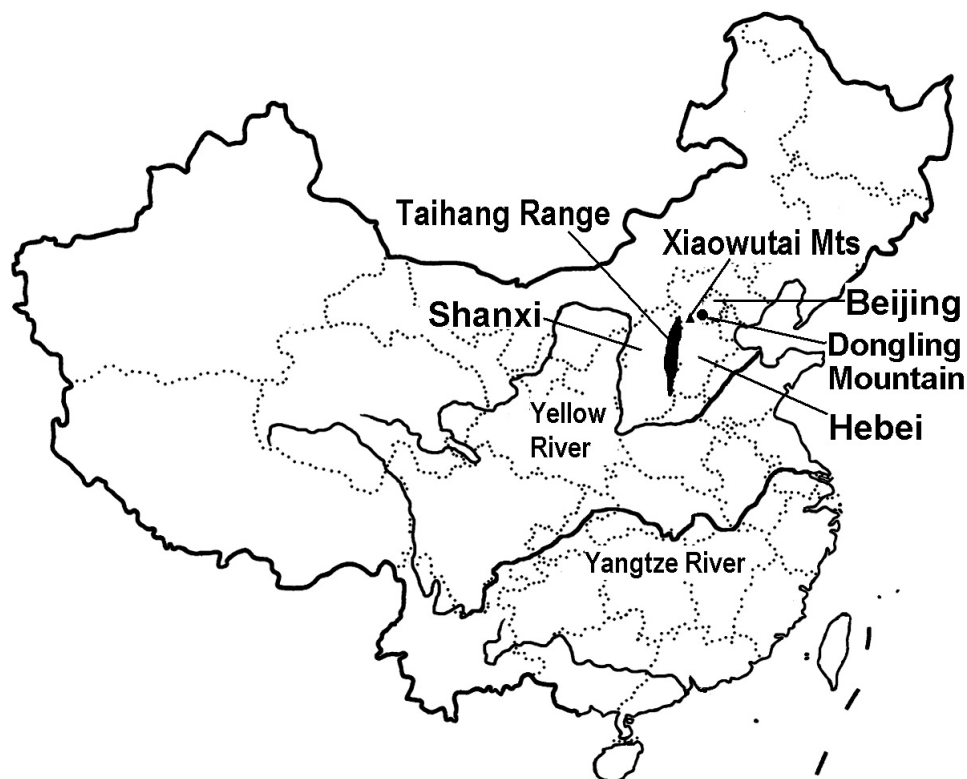 Taihang Range
Xiaowutai Mts
Shanxi
Beijing
Dongling
Mountain
Hebei
Yellow
River
Yangtze River